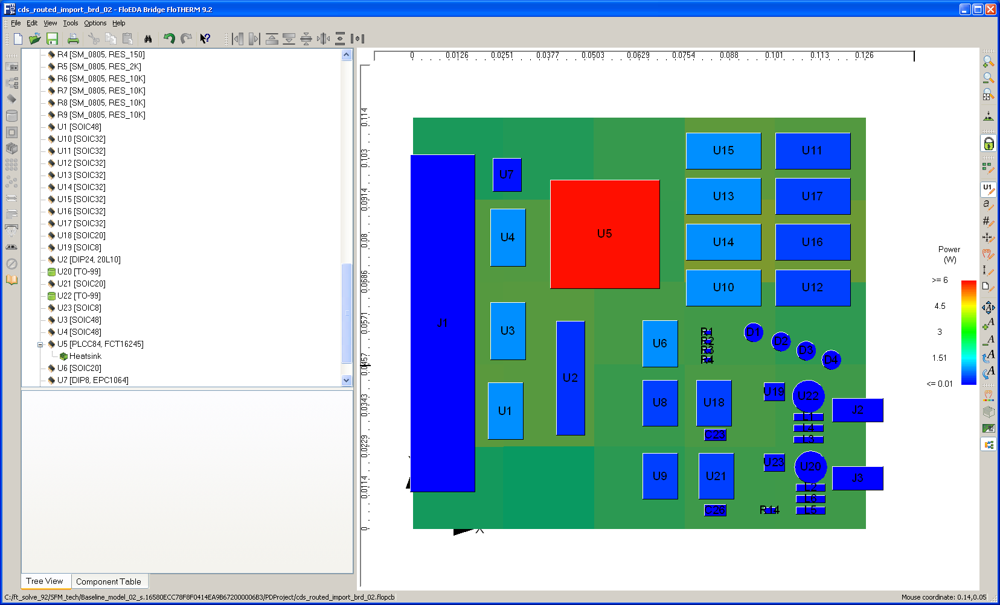 cds_routed_import_brd_02 - FloEDA Bridge FloTHERM 9.2
File Edit View Tools Options Help
R4 [SM_0805, RES_150]
R5 [SM_0805, RES_2K]
R6 [SM_0805, RES_10K]
R7 [SM_0805, RES_10K]
R8 [SM_0805, RES_10K]
R9 [SM_0805, RES_10K]
U1 [SOIC48]
U10 [SOIC32]
U11 [SOIC32]
U12 [SOIC32]
U13 [SOIC32]
U14 [SOIC32]
U15 [SOIC32]
U16 [SOIC32]
U17 [SOIC32]
U18 [SOIC20]
U19 [SOIC8]
U2 [DIP24, 20L10]
U20 [TO-99]
U21 [SOIC20]
U22 [TO-99]
U23 [SOIC8]
U3 [SOIC48]
U4 [SOIC48]
U5 [PLCC84, FCT16245]
Heatsink
U6 [SOIC20]
U7 [DIP8, EPC1064]
Tree View Component Table
0 0.0126 0.0251 0.0377 0.0503 0.0629 0.0754 0.088 0.101 0.113 0.126
0.114
0.103
0.0914
0.08
0.0686
0.0571
0.0457
0.0343
0.0229
0.0114
0
U15 U11
U7
U13 U17
U5
U4
U14 U16
U10 U12
J1
U3
U6
R1
R2
R3
R4
D1
D2
D3
D4
U2
U1
U8
U18
U19
U22
J2
C23
L1
L4
L3
U9
U21
U23
U20
J3
C26
R14
L2
L6
L5
X
Power
(W)
>= 6
4.5
3
1.51
<= 0.01
U1
C:/ft_solve_92/SFM_tech/Baseline_model_02_s.16580ECC78F8F0414EA9B672000006B3/PDProject/cds_routed_import_brd_02.flopcb
Mouse coordinate: 0.14,0.05